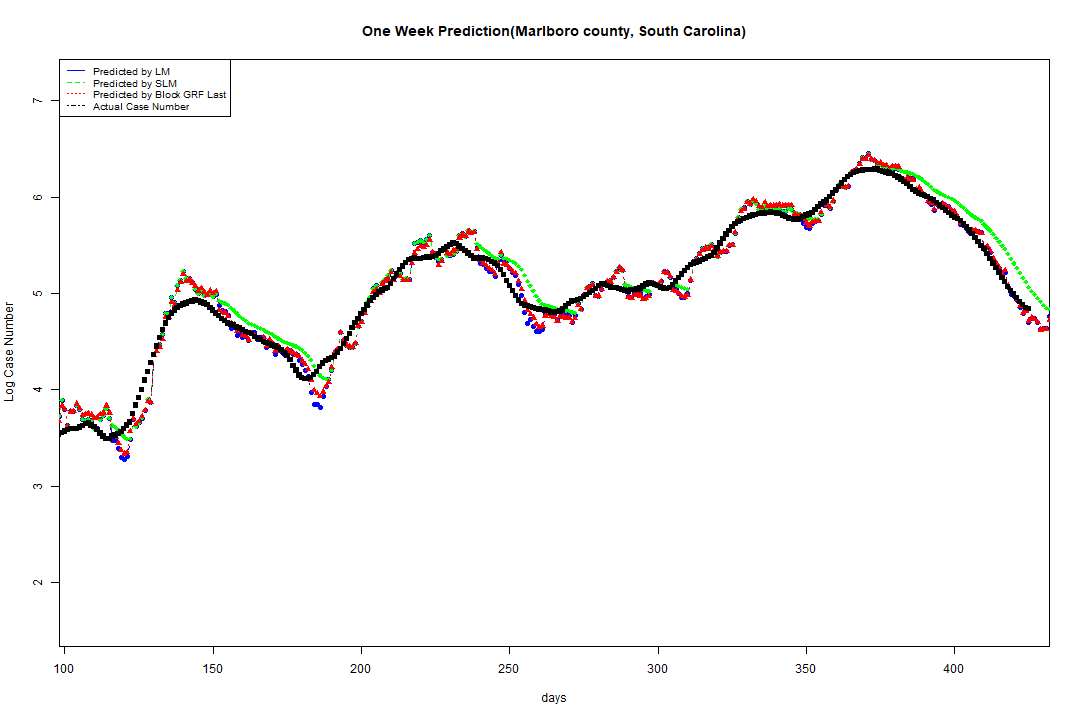 One Week Prediction(Marlboro county, South Carolina)
Predicted by LM
Predicted by SLM
Predicted by Block GRF Last
Actual Case Number
7
6
5
4
3
2
Log Case Number
100 150 200 250 300 350 400
days